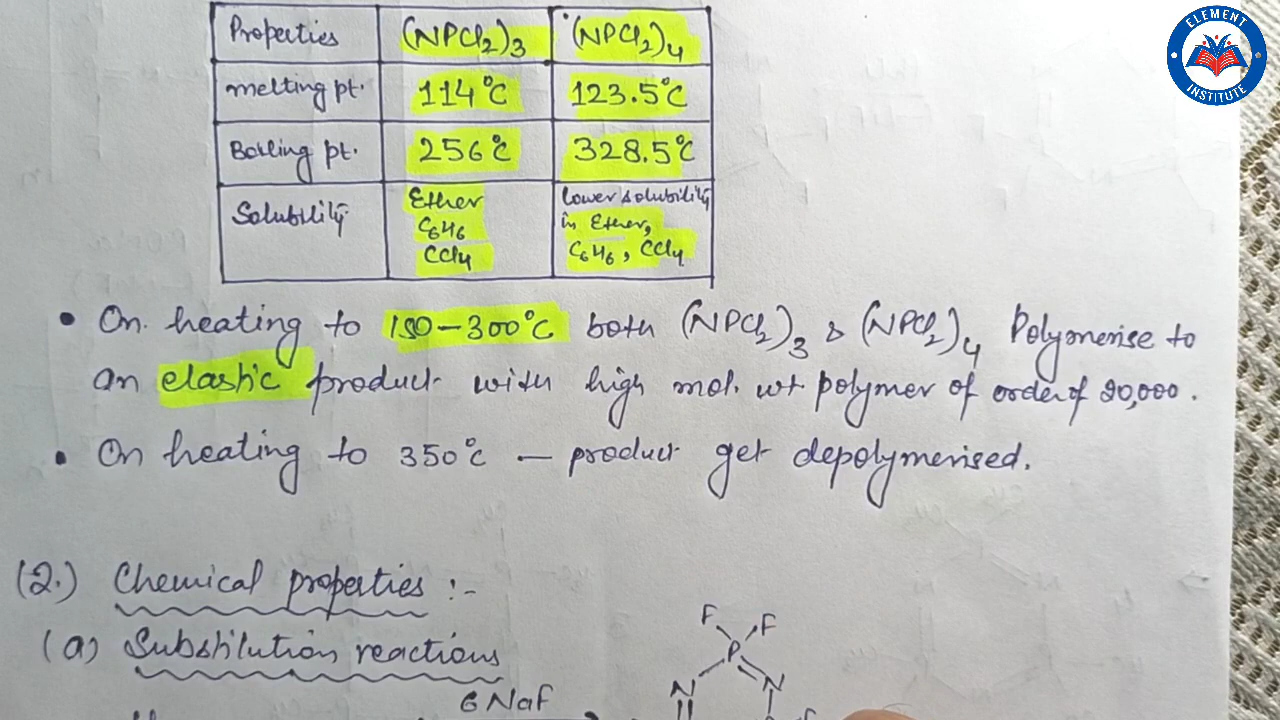 ELEMENT
INSTITUTE
Properties (NPCl2)3 (NPCl2)4
melting pt. 114°C 123.5°C
Boiling pt. 256°C 328.5°C
Solubility Ether C6H6 CCl4 lower solubility in Ether, C6H6, CCl4
• On heating to 150-300°C both (NPCl2)3 & (NPCl2)4 Polymerise to
an elastic product with high mol. wt polymer of order of 20,000.
• On heating to 350°C — product get depolymerised.
(2.) Chemical properties :-
(a) Substitution reactions
6 NaF
F F
P
N N